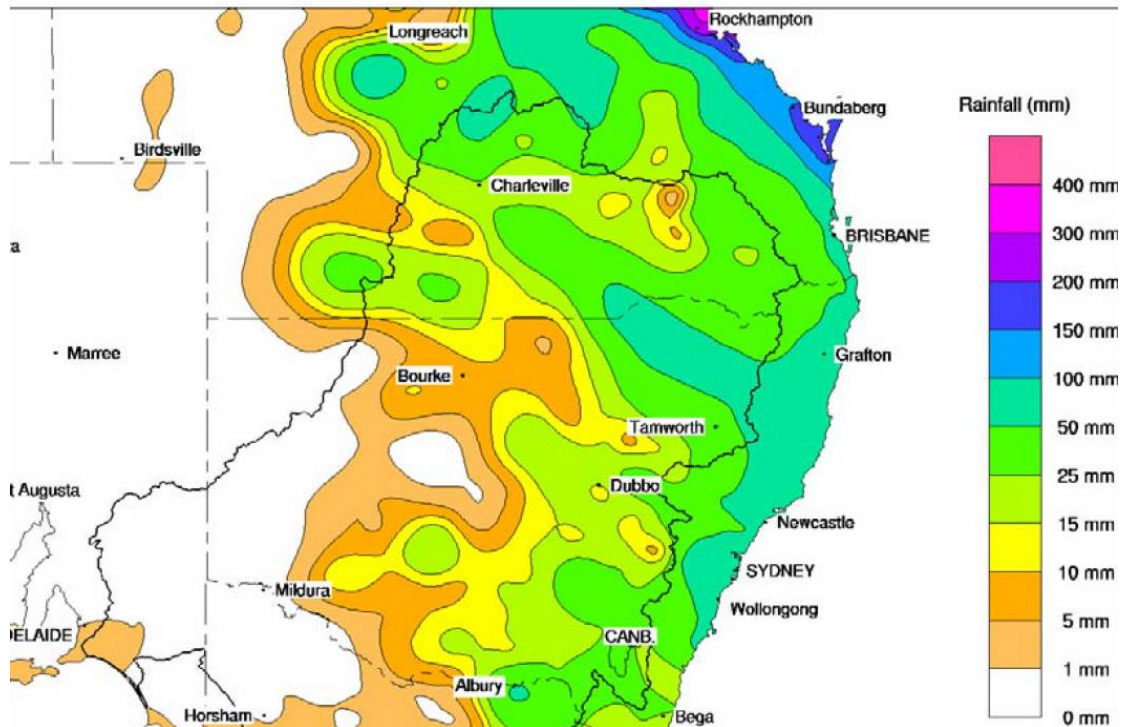 Rockhampton
Longreach
Rainfall (mm)
Bundaberg
Birdsville
400 mm
Charleville
300 mm
BRISBANE
a
200 mm
150 mm
Marree
Grafton
Bourke
100 mm
Tamworth
50 mm
25 mm
t Augusta
Dubbo
Newcastle
15 mm
SYDNEY
10 mm
Mildura
Wollongong
5 mm
DELAIDE
CANB.
1 mm
Albury
Horsham
Bega
0 mm